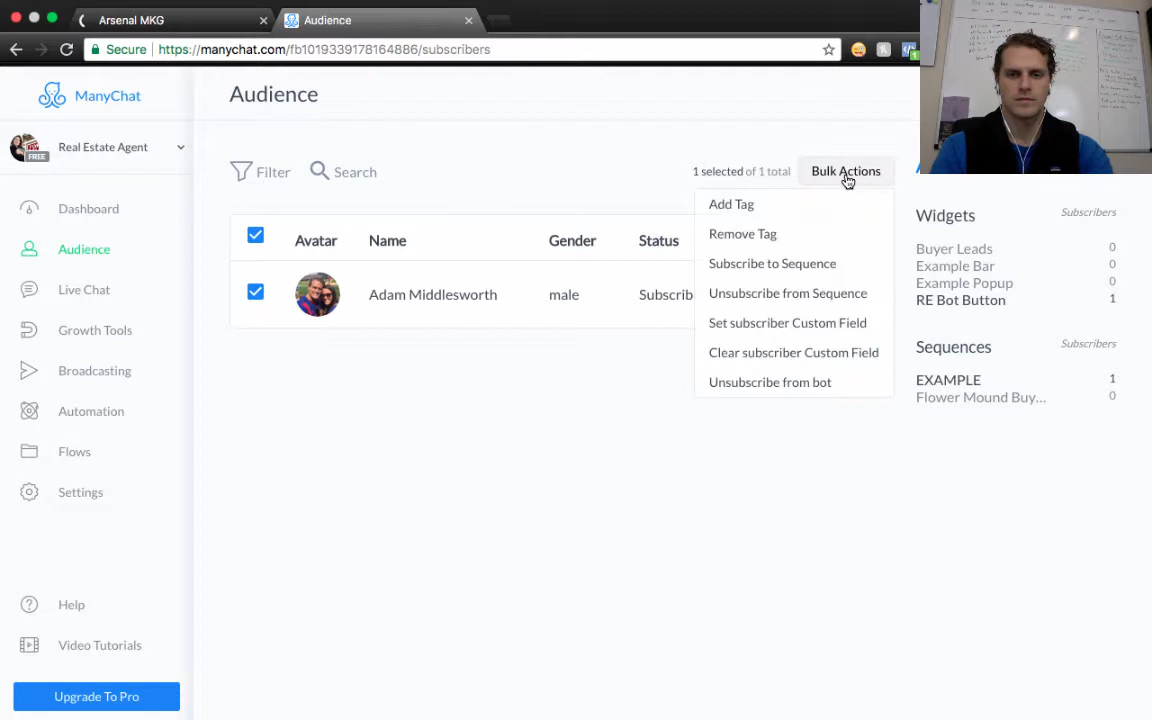 Arsenal MKG
Audience
Secure
https://manychat.com/fb1019339178164886/subscribers
1
ManyChat
Real Estate Agent
FREE
Dashboard
Audience
Live Chat
Growth Tools
Broadcasting
Automation
Flows
Settings
Help
Video Tutorials
Upgrade To Pro
Audience
Filter
Search
1 selected of 1 total
Bulk Actions
Avatar Name Gender Status
Adam Middlesworth male Subscrib
Add Tag
Remove Tag
Subscribe to Sequence
Unsubscribe from Sequence
Set subscriber Custom Field
Clear subscriber Custom Field
Unsubscribe from bot
Widgets Subscribers
Buyer Leads 0
Example Bar 0
Example Popup 0
RE Bot Button 1
Sequences Subscribers
EXAMPLE 1
Flower Mound Buy... 0